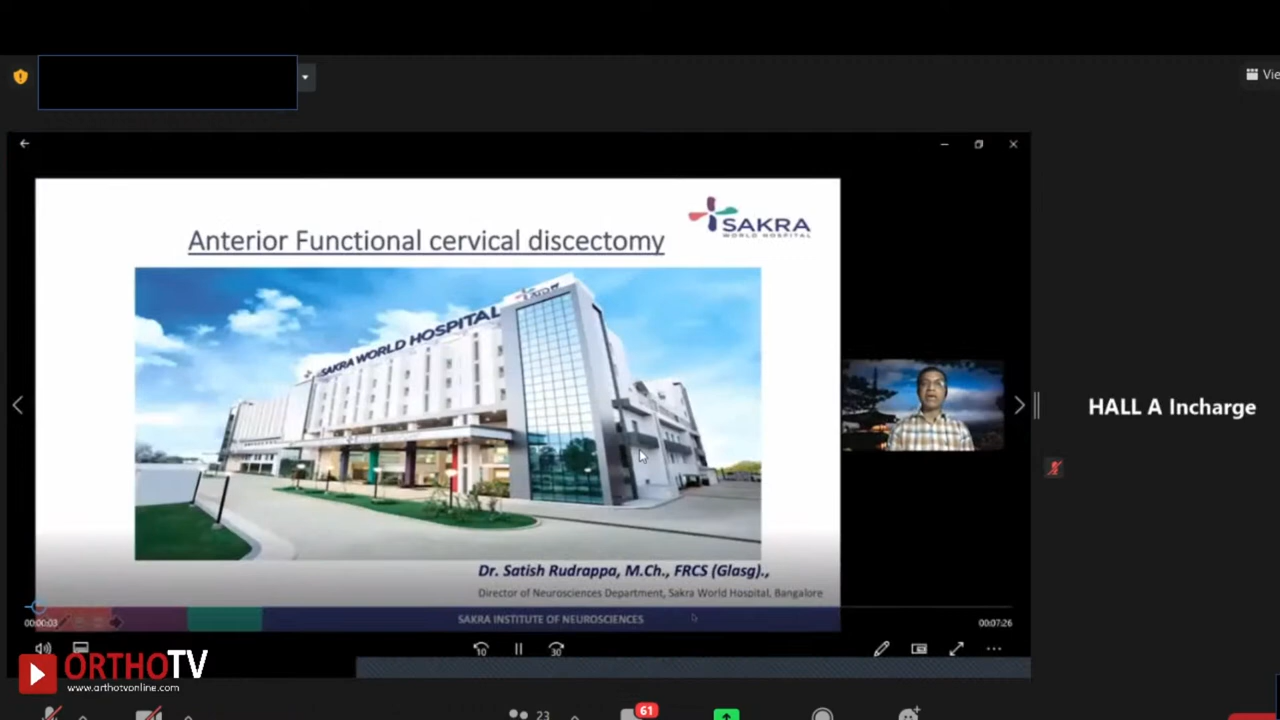 Vie
SAKRA
WORLD HOSPITAL
Anterior Functional cervical discectomy
SAKRA WORLD HOSPITAL
HALL A Incharge
Dr. Satish Rudrappa, M.Ch., FRCS (Glasg).,
Director of Neurosciences Department, Sakra World Hospital, Bangalore
SAKRA INSTITUTE OF NEUROSCIENCES
00:00:03
00:07:26
10
30
ORTHOTV
www.orthotvonline.com
23
61